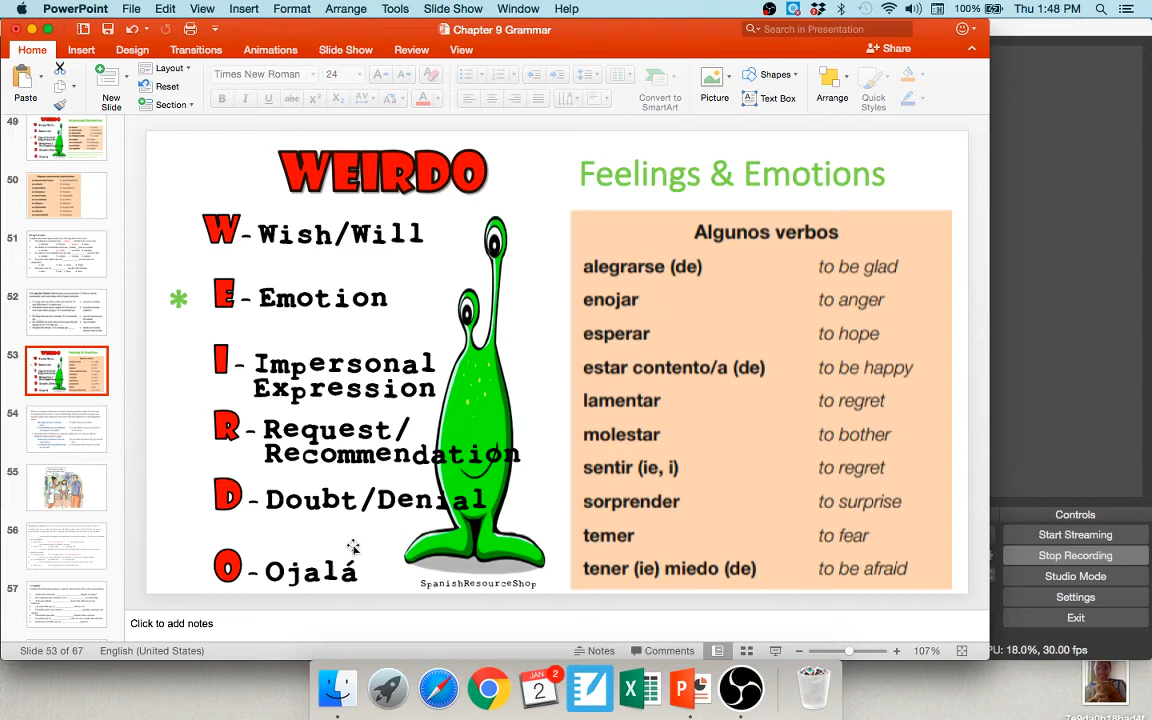 PowerPoint File Edit View Insert Format Arrange Tools Slide Show Window Help 100% Thu 1:48 PM
Chapter 9 Grammar
Search in Presentation
Home Insert Design Transitions Animations Slide Show Review View
Share
Paste
New Slide
Layout
Reset
Section
Times New Roman 24
Convert to SmartArt
Picture
Shapes
Text Box
Arrange
Quick Styles
49
50
51
52
53
54
55
56
57
WEIRDO
W - Wish/Will
* E - Emotion
I - Impersonal
Expression
R - Request/
Recommendation
D - Doubt/Denial
O - Ojalá
SpanishResourceShop
Feelings & Emotions
Algunos verbos
alegrarse (de) to be glad
enojar to anger
esperar to hope
estar contento/a (de) to be happy
lamentar to regret
molestar to bother
sentir (ie, i) to regret
sorprender to surprise
temer to fear
tener (ie) miedo (de) to be afraid
Click to add notes
Slide 53 of 67 English (United States) Notes Comments 107%
Controls
Start Streaming
Stop Recording
Studio Mode
Settings
Exit
PU: 18.0%, 30.00 fps
JAN 2
2